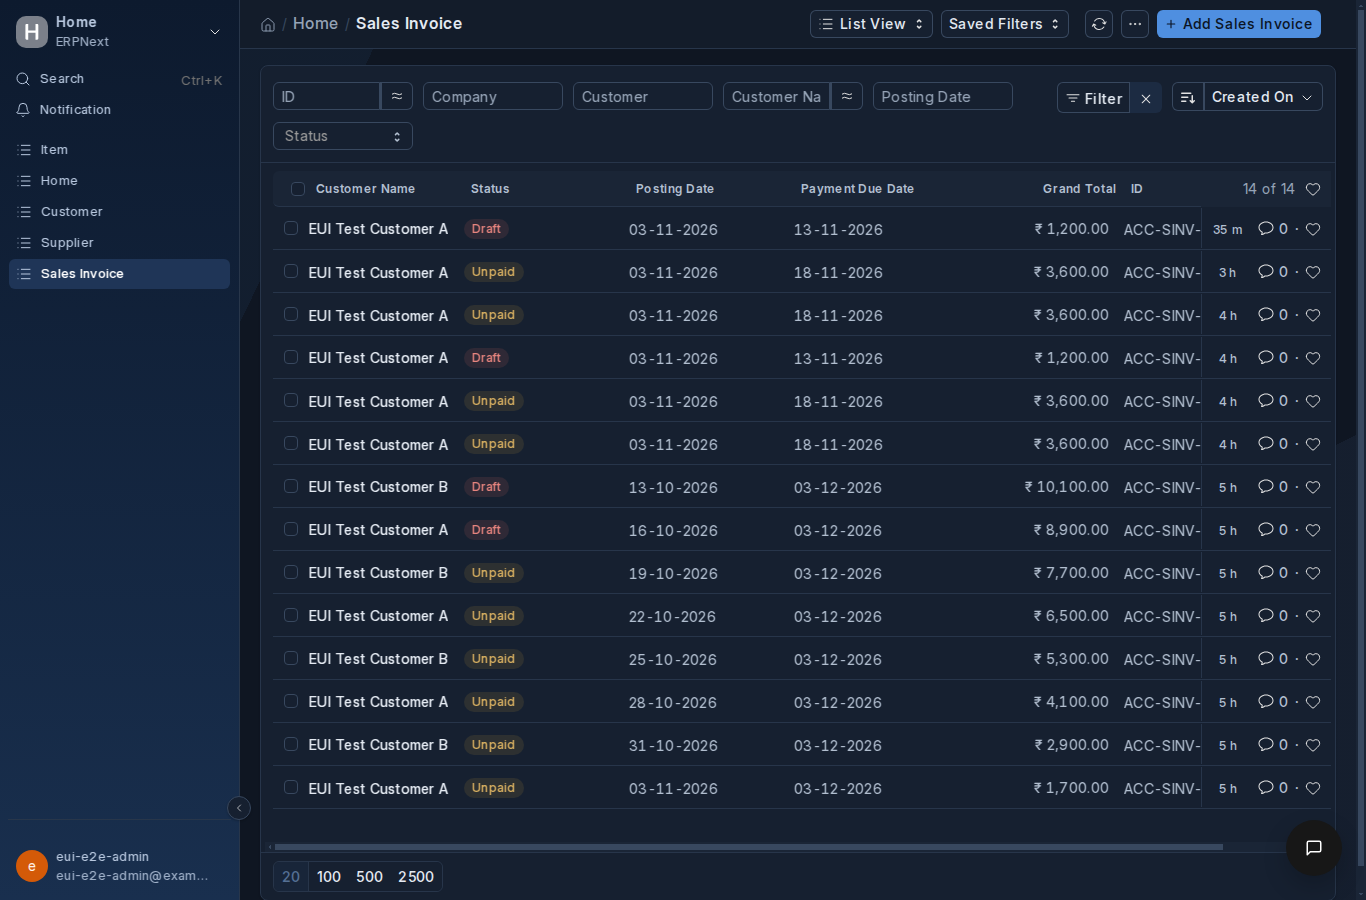 H Home
ERPNext
Search Ctrl+K
Notification
Item
Home
Customer
Supplier
Sales Invoice
eui-e2e-admin
e eui-e2e-admin@exam...
/ Home / Sales Invoice
List View Saved Filters ··· + Add Sales Invoice
ID ≈ Company Customer Customer Na ≈ Posting Date Filter × Created On
Status
Customer Name Status Posting Date Payment Due Date Grand Total ID 14 of 14
EUI Test Customer A Draft 03-11-2026 13-11-2026 ₹ 1,200.00 ACC-SINV- 35 m 0 ·
EUI Test Customer A Unpaid 03-11-2026 18-11-2026 ₹ 3,600.00 ACC-SINV- 3 h 0 ·
EUI Test Customer A Unpaid 03-11-2026 18-11-2026 ₹ 3,600.00 ACC-SINV- 4 h 0 ·
EUI Test Customer A Draft 03-11-2026 13-11-2026 ₹ 1,200.00 ACC-SINV- 4 h 0 ·
EUI Test Customer A Unpaid 03-11-2026 18-11-2026 ₹ 3,600.00 ACC-SINV- 4 h 0 ·
EUI Test Customer A Unpaid 03-11-2026 18-11-2026 ₹ 3,600.00 ACC-SINV- 4 h 0 ·
EUI Test Customer B Draft 13-10-2026 03-12-2026 ₹ 10,100.00 ACC-SINV- 5 h 0 ·
EUI Test Customer A Draft 16-10-2026 03-12-2026 ₹ 8,900.00 ACC-SINV- 5 h 0 ·
EUI Test Customer B Unpaid 19-10-2026 03-12-2026 ₹ 7,700.00 ACC-SINV- 5 h 0 ·
EUI Test Customer A Unpaid 22-10-2026 03-12-2026 ₹ 6,500.00 ACC-SINV- 5 h 0 ·
EUI Test Customer B Unpaid 25-10-2026 03-12-2026 ₹ 5,300.00 ACC-SINV- 5 h 0 ·
EUI Test Customer A Unpaid 28-10-2026 03-12-2026 ₹ 4,100.00 ACC-SINV- 5 h 0 ·
EUI Test Customer B Unpaid 31-10-2026 03-12-2026 ₹ 2,900.00 ACC-SINV- 5 h 0 ·
EUI Test Customer A Unpaid 03-11-2026 03-12-2026 ₹ 1,700.00 ACC-SINV- 5 h 0 ·
20 100 500 2500